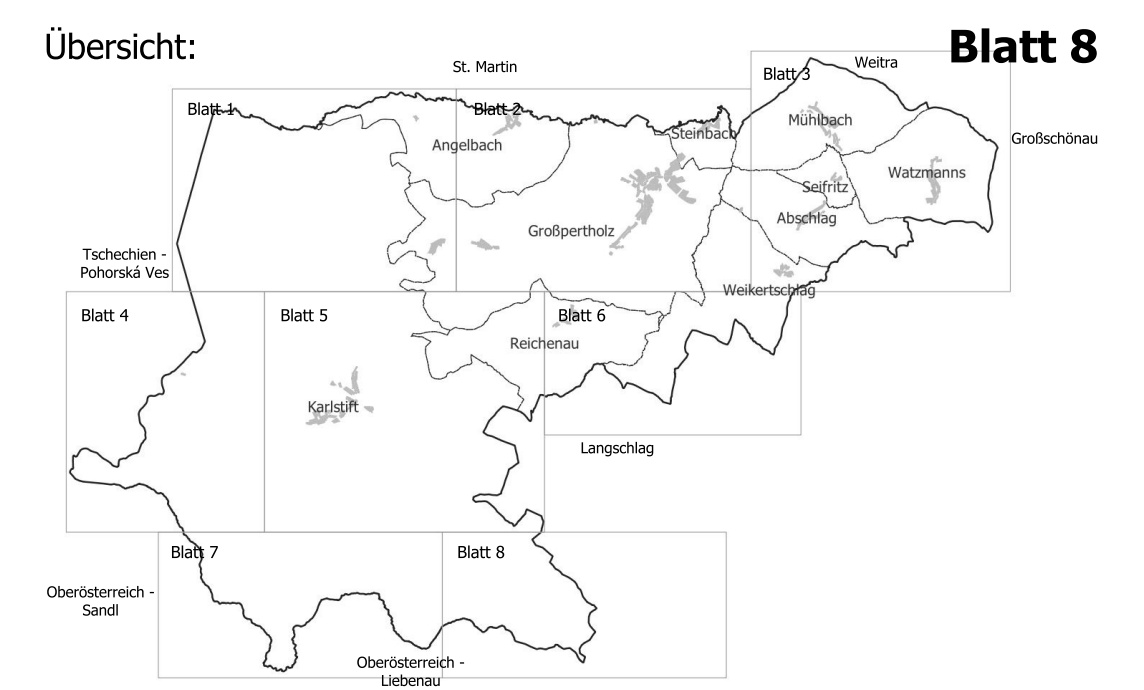 Übersicht:
Blatt 8
St. Martin
Weitra
Blatt 3
Blatt 1
Blatt 2
Mühlbach
Steinbach
Großschönau
Angelbach
Watzmanns
Seifritz
Abschlag
Großpertholz
Tschechien -
Pohorská Ves
Weikertschlag
Blatt 4
Blatt 5
Blatt 6
Reichenau
Karlstift
Langschlag
Blatt 7
Blatt 8
Oberösterreich -
Sandl
Oberösterreich -
Liebenau